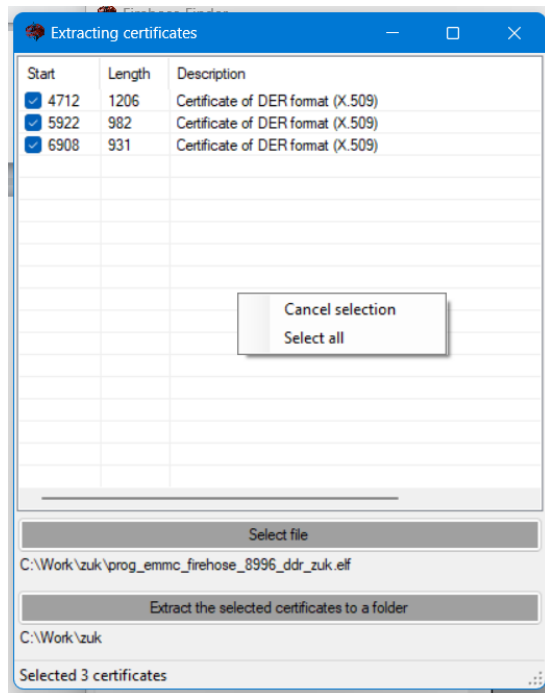 Firehose Finder
Extracting certificates
Start Length Description
4712 1206 Certificate of DER format (X.509)
5922 982 Certificate of DER format (X.509)
6908 931 Certificate of DER format (X.509)
Cancel selection
Select all
Select file
C:\Work\zuk\prog_emmc_firehose_8996_ddr_zuk.elf
Extract the selected certificates to a folder
C:\Work\zuk
Selected 3 certificates